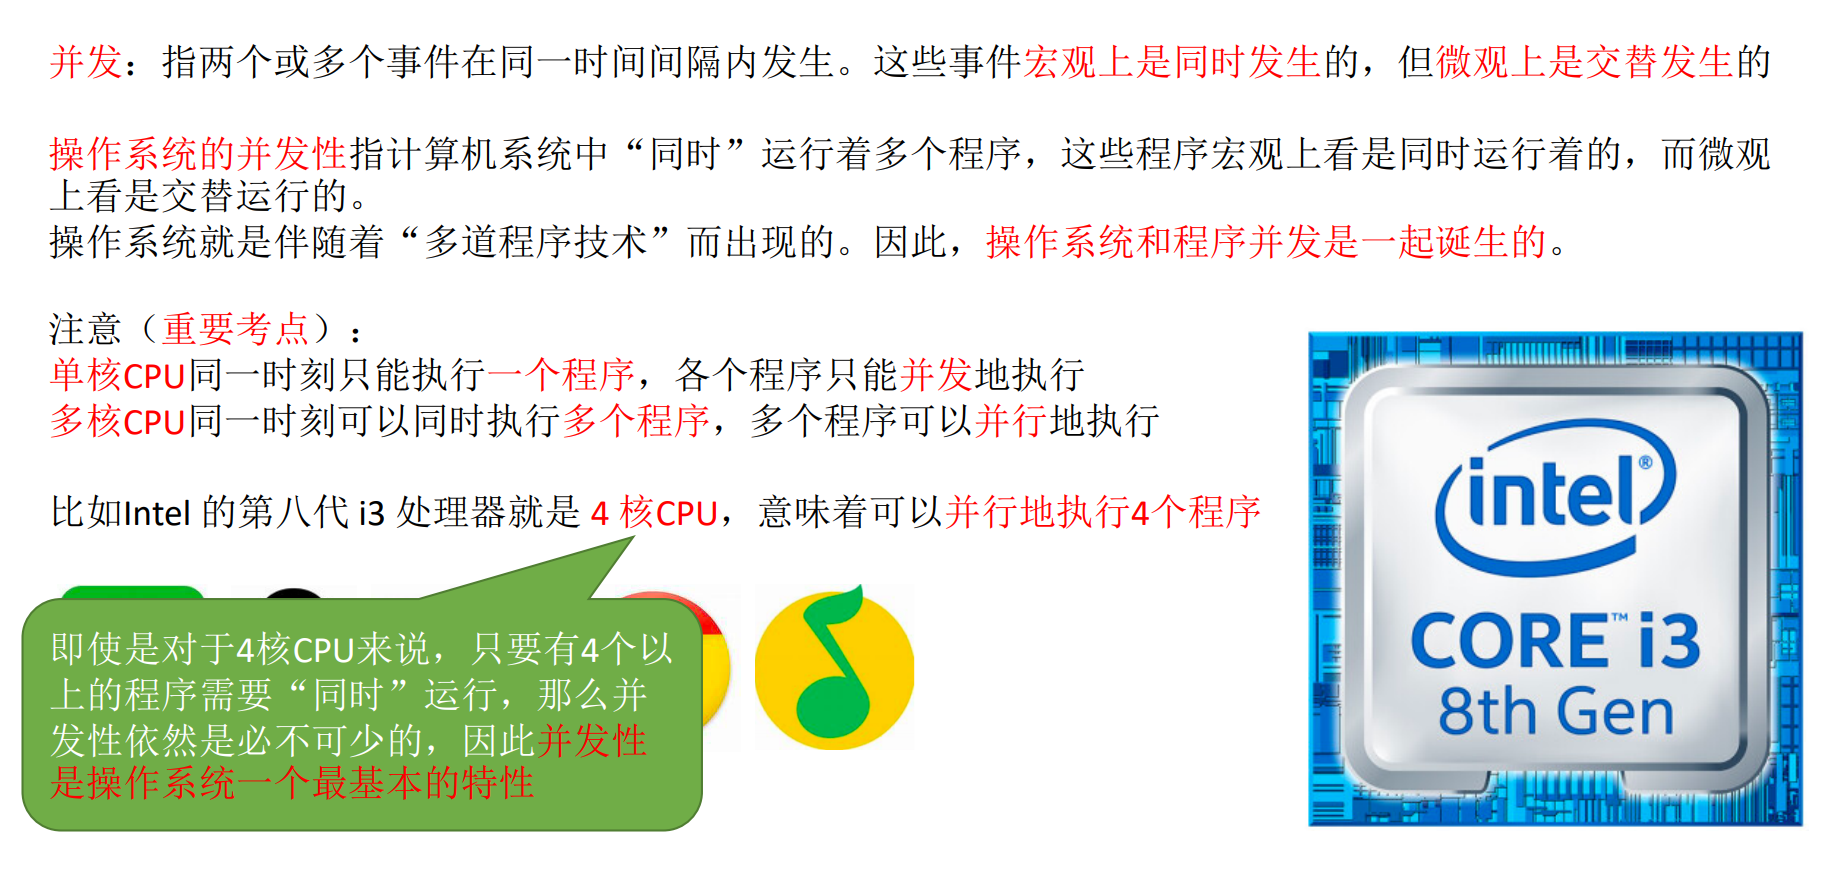 并发：指两个或多个事件在同一时间间隔内发生。这些事件宏观上是同时发生的，但微观上是交替发生的
操作系统的并发性指计算机系统中“同时”运行着多个程序，这些程序宏观上看是同时运行着的，而微观
上看是交替运行的。
操作系统就是伴随着“多道程序技术”而出现的。因此，操作系统和程序并发是一起诞生的。
注意（重要考点）：
单核CPU同一时刻只能执行一个程序，各个程序只能并发地执行
多核CPU同一时刻可以同时执行多个程序，多个程序可以并行地执行
比如Intel 的第八代 i3 处理器就是 4 核CPU，意味着可以并行地执行4个程序
即使是对于4核CPU来说，只要有4个以
上的程序需要“同时”运行，那么并
发性依然是必不可少的，因此并发性
是操作系统一个最基本的特性
intel®
CORE™ i3
8th Gen